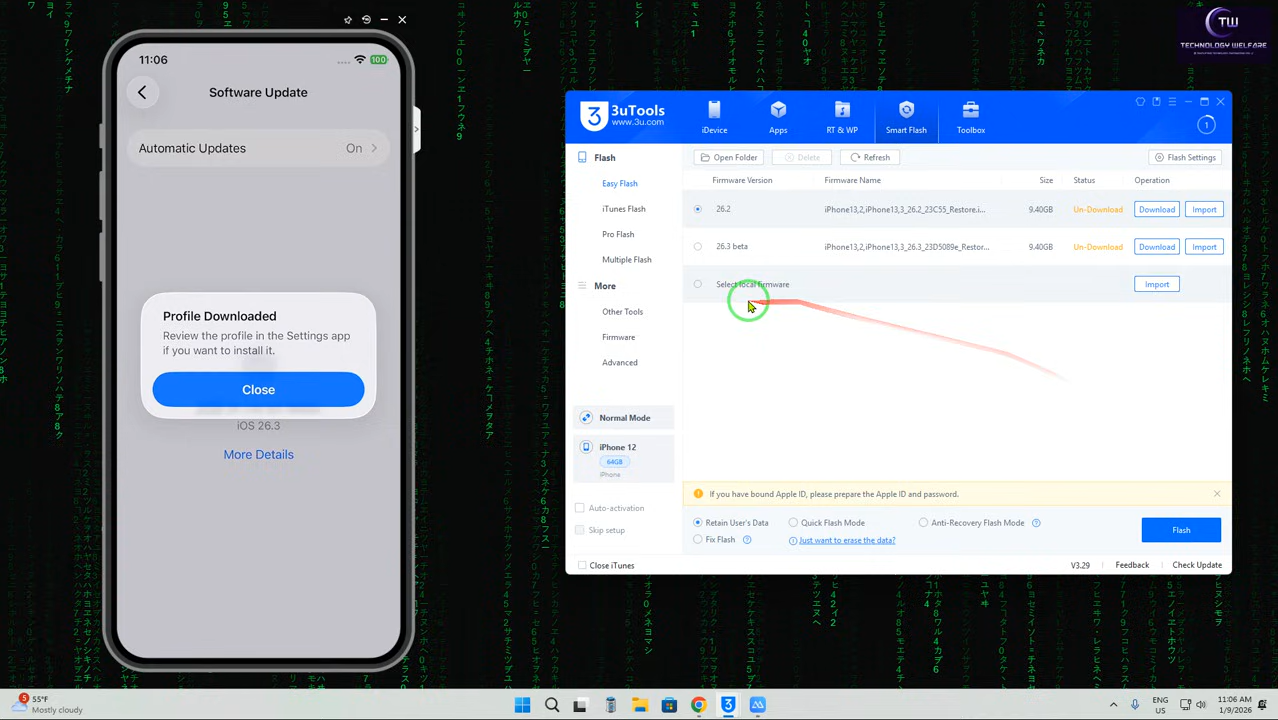 TW
TECHNOLOGY WELFARE
11:06
100
Software Update
Automatic Updates On
Profile Downloaded
Review the profile in the Settings app
if you want to install it.
Close
iOS 26.3
More Details
3uTools
www.3u.com
iDevice
Apps
RT & WP
Smart Flash
Toolbox
1
Flash
Easy Flash
iTunes Flash
Pro Flash
Multiple Flash
More
Other Tools
Firmware
Advanced
Normal Mode
iPhone 12
64GB
iPhone
Auto-activation
Skip setup
Open Folder Delete Refresh Flash Settings
Firmware Version Firmware Name Size Status Operation
26.2 iPhone13,2,iPhone13,3_26.2_23C55_Restore.i... 9.40GB Un-Download Download Import
26.3 beta iPhone13,2,iPhone13,3_26.3_23D5089e_Restor... 9.40GB Un-Download Download Import
Select local firmware Import
If you have bound Apple ID, please prepare the Apple ID and password.
Retain User's Data Quick Flash Mode Anti-Recovery Flash Mode
Fix Flash Just want to erase the data?
Flash
Close iTunes V3.29 Feedback Check Update
5
55°F
Mostly cloudy
3
ENG
US
11:06 AM
1/9/2026